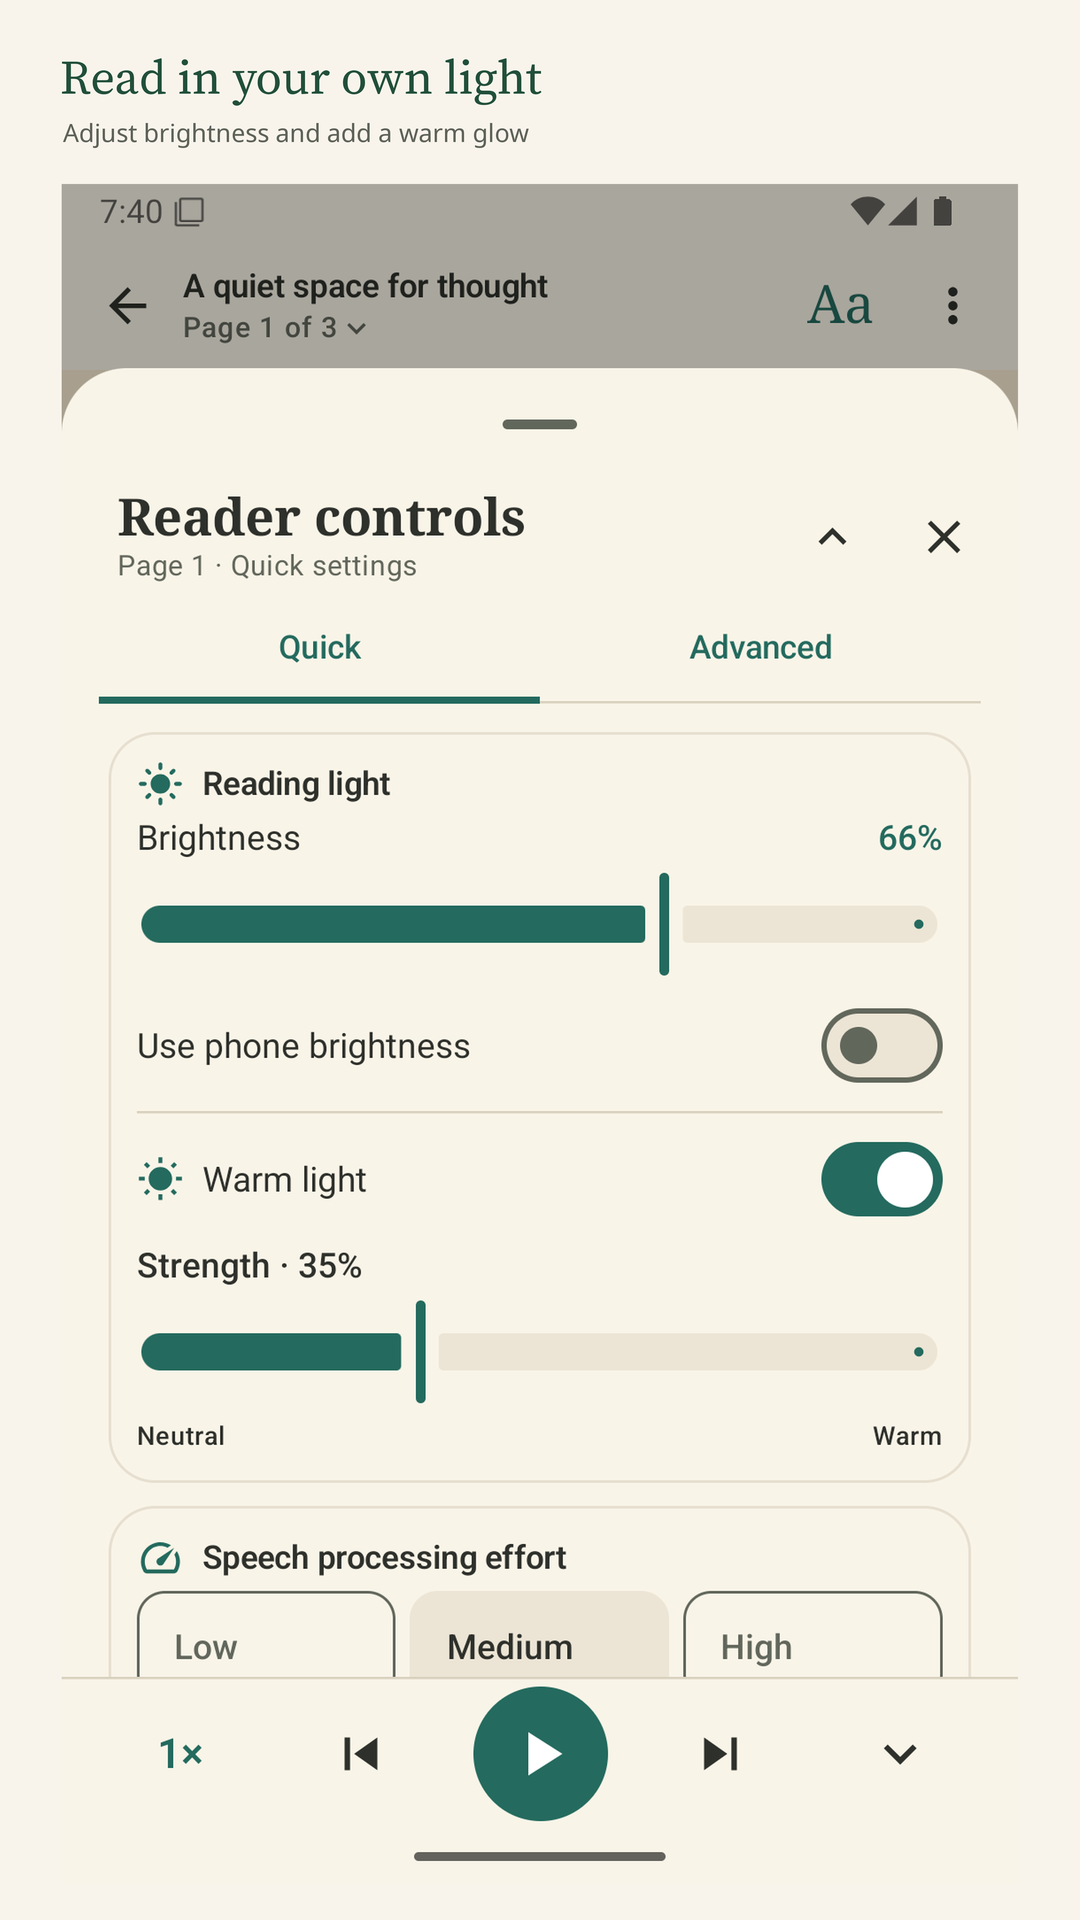 Read in your own light
Adjust brightness and add a warm glow
7:40
A quiet space for thought
Page 1 of 3
Aa
Reader controls
Page 1 · Quick settings
Quick
Advanced
Reading light
Brightness
66%
Use phone brightness
Warm light
Strength · 35%
Neutral
Warm
Speech processing effort
Low
Medium
High
1×